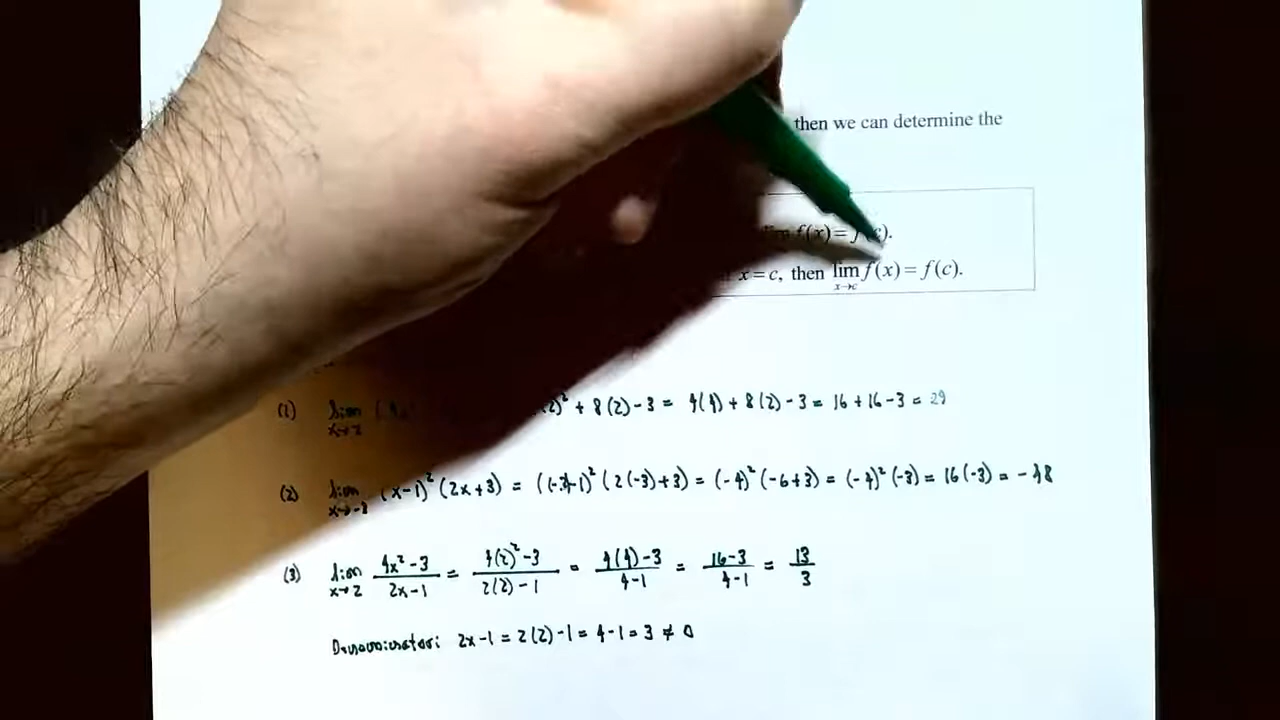 then we can determine the
f(x) = f(c).
x = c, then lim x→c f(x) = f(c).
(1) lim x→2 2)² + 8(2) - 3 = 4(4) + 8(2) - 3 = 16 + 16 - 3 = 29
(2) lim x→-3 (x-1)² (2x+3) = (-3-1)² (2(-3)+3) = (-4)² (-6+3) = (-4)² (-3) = 16(-3) = -48
(3) lim x→2 4x² - 3 / 2x - 1 = 4(2)² - 3 / 2(2) - 1 = 4(4) - 3 / 4 - 1 = 16 - 3 / 4 - 1 = 13 / 3
Denominator: 2x - 1 = 2(2) - 1 = 4 - 1 = 3 ≠ 0